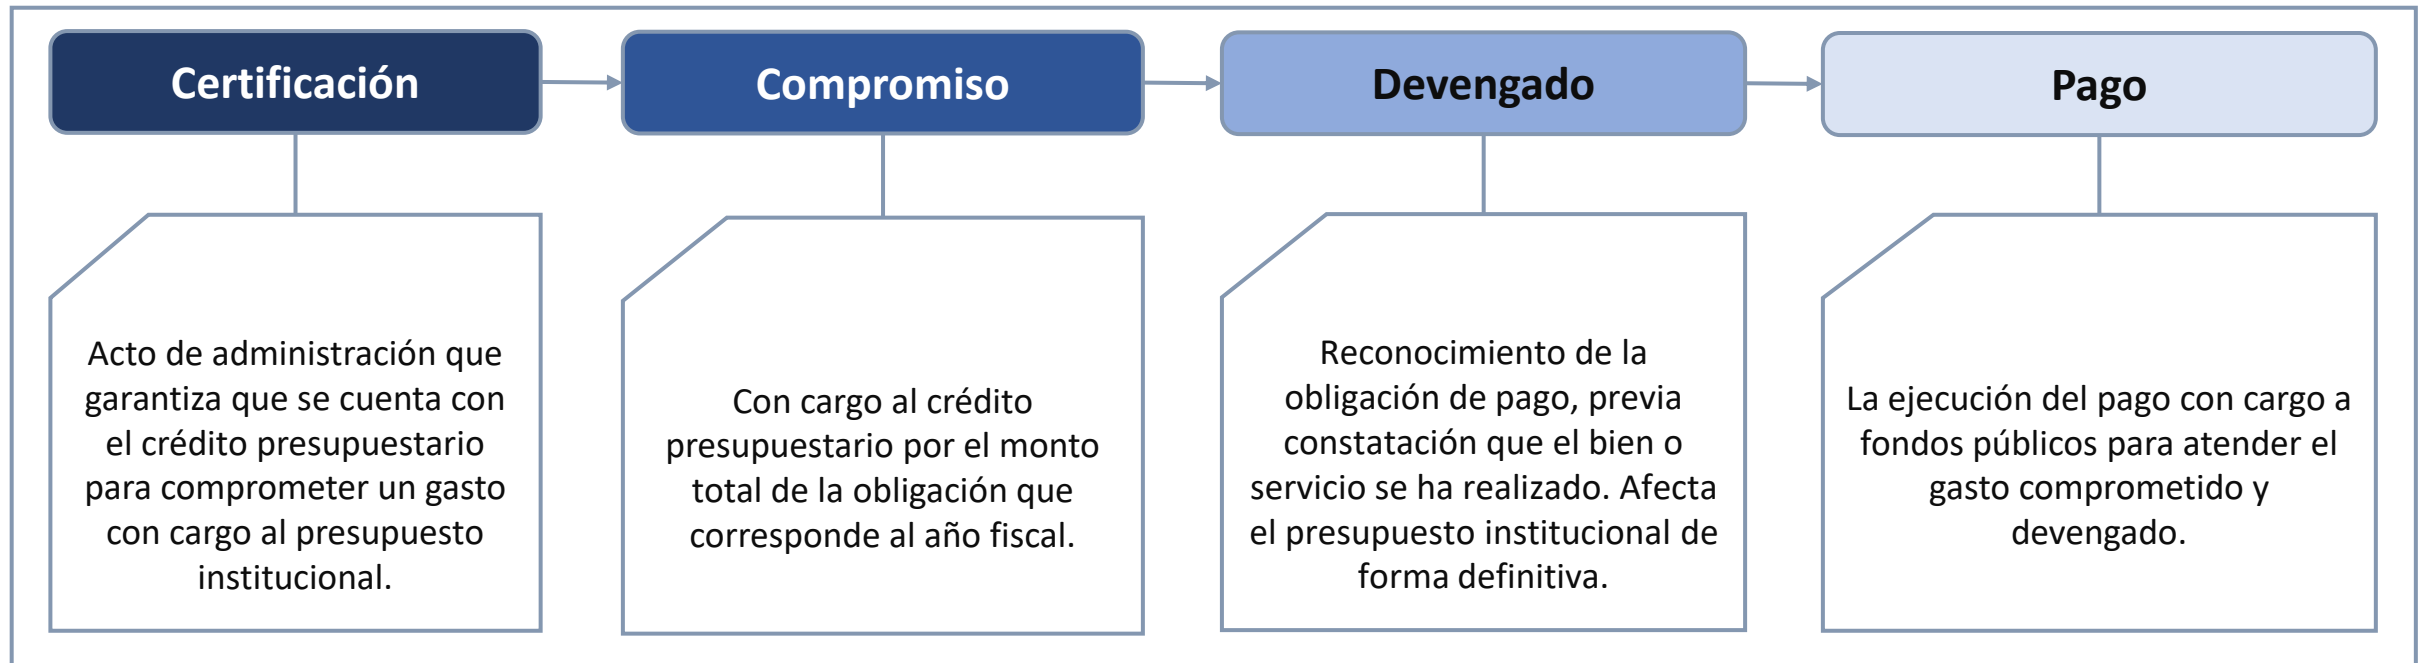 Certificación
Compromiso
Devengado
Pago
Acto de administración que
garantiza que se cuenta con
el crédito presupuestario
para comprometer un gasto
con cargo al presupuesto
institucional.
Con cargo al crédito
presupuestario por el monto
total de la obligación que
corresponde al año fiscal.
Reconocimiento de la
obligación de pago, previa
constatación que el bien o
servicio se ha realizado. Afecta
el presupuesto institucional de
forma definitiva.
La ejecución del pago con cargo a
fondos públicos para atender el
gasto comprometido y
devengado.